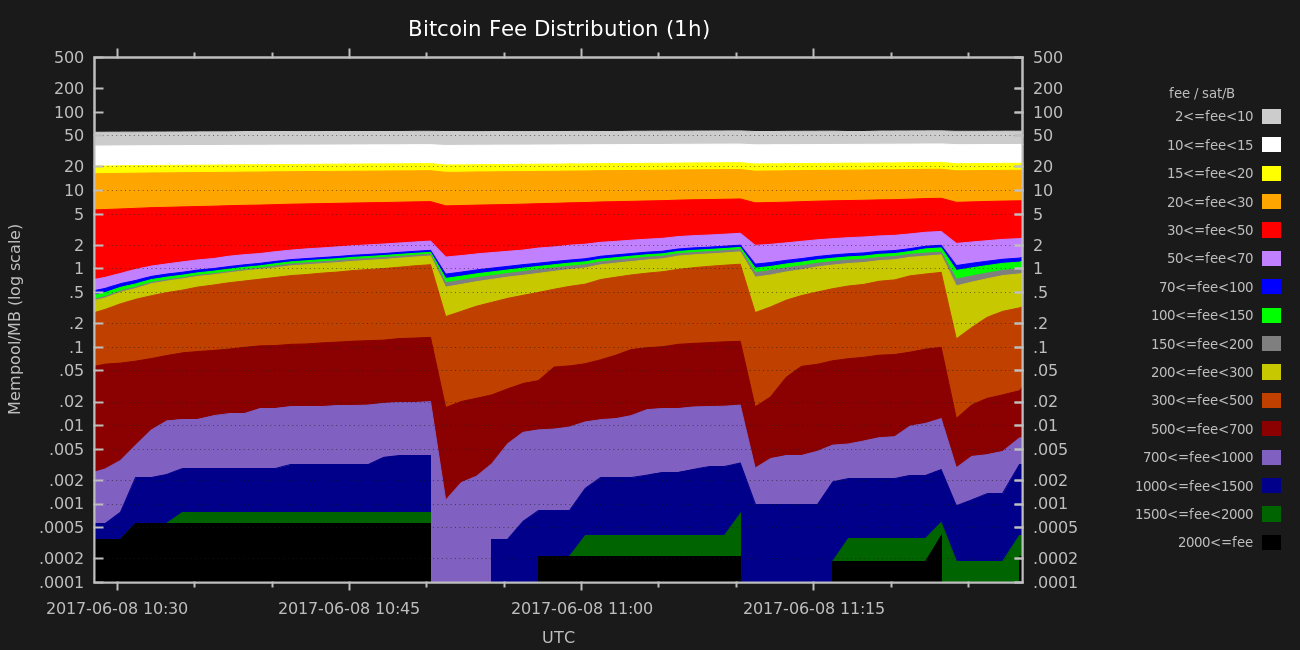 Bitcoin Fee Distribution (1h)
500
200
100
50
20
10
5
2
1
.5
.2
.1
.05
.02
.01
.005
.002
.001
.0005
.0002
.0001
Mempool/MB (log scale)
500
200
100
50
20
10
5
2
1
.5
.2
.1
.05
.02
.01
.005
.002
.001
.0005
.0002
.0001
2017-06-08 10:30 2017-06-08 10:45 2017-06-08 11:00 2017-06-08 11:15
UTC
fee / sat/B
2<=fee<10
10<=fee<15
15<=fee<20
20<=fee<30
30<=fee<50
50<=fee<70
70<=fee<100
100<=fee<150
150<=fee<200
200<=fee<300
300<=fee<500
500<=fee<700
700<=fee<1000
1000<=fee<1500
1500<=fee<2000
2000<=fee